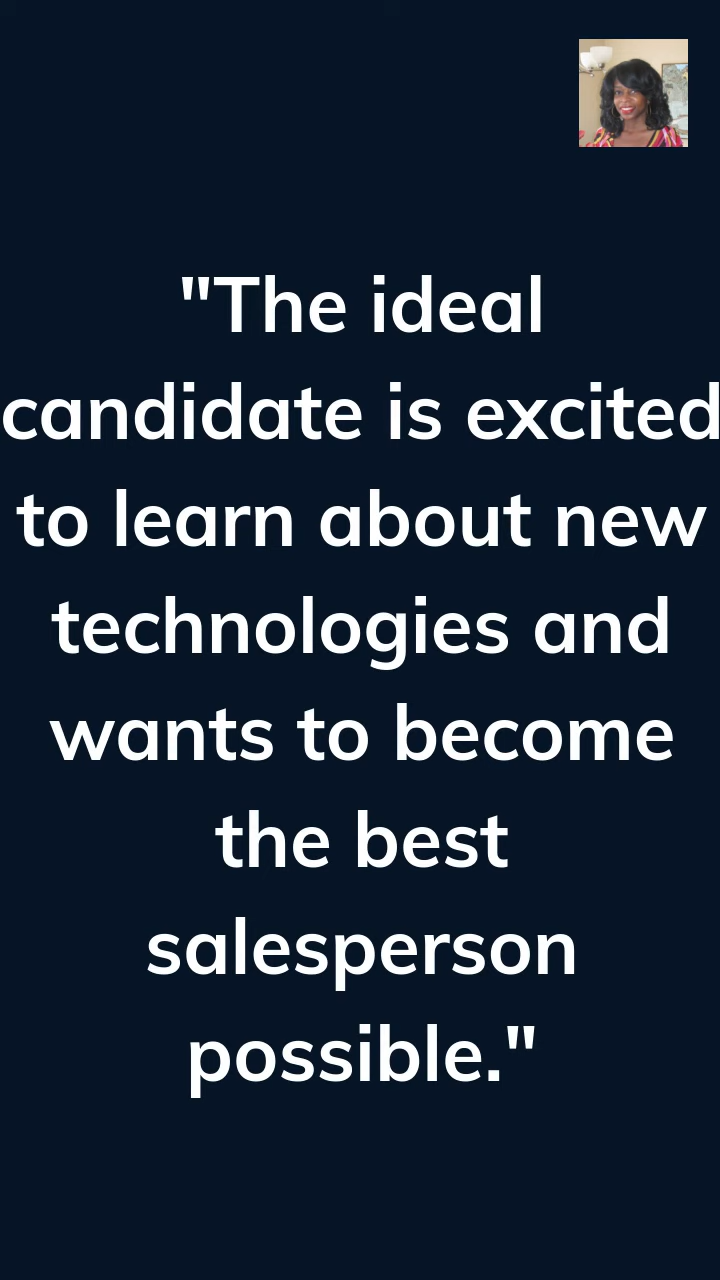 "The ideal
candidate is excited
to learn about new
technologies and
wants to become
the best
salesperson
possible."